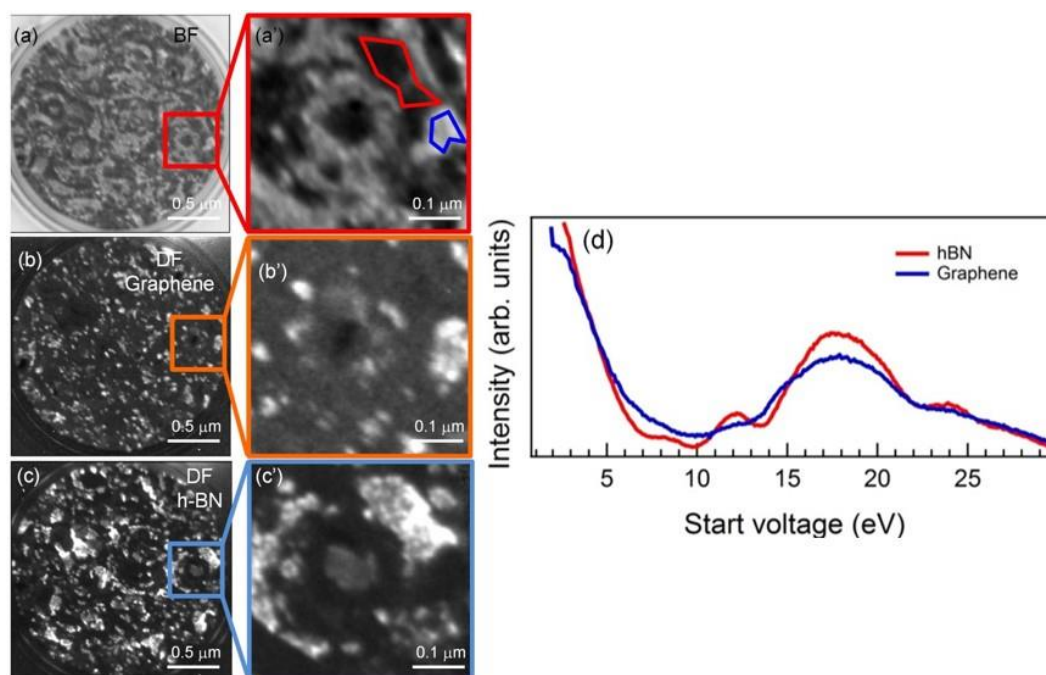 (a)
BF
0.5 μm
(a')
0.1 μm
(b)
DF
Graphene
0.5 μm
(b')
0.1 μm
(c)
DF
h-BN
0.5 μm
(c')
0.1 μm
(d)
hBN
Graphene
Intensity (arb. units)
5 10 15 20 25
Start voltage (eV)